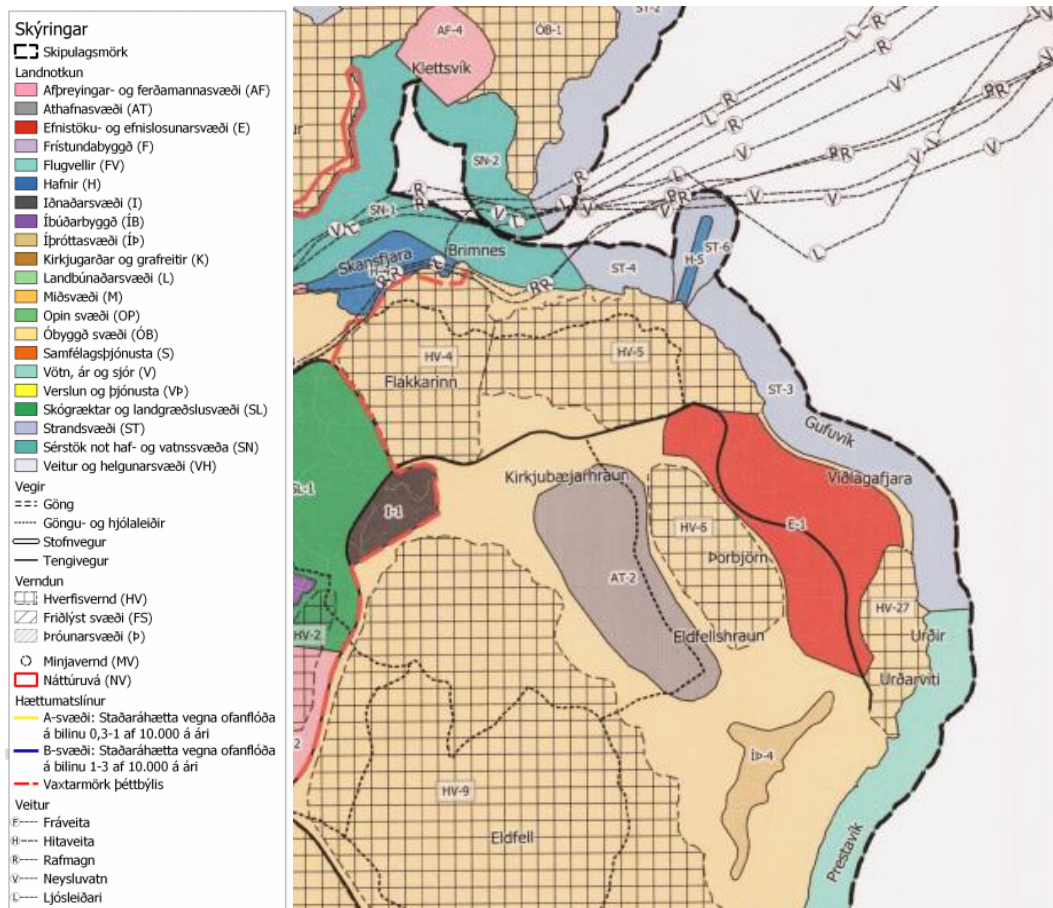 Skýringar
Skipulagsmörk
Landnotkun
Afþreyingar- og ferðamannasvæði (AF)
Athafnasvæði (AT)
Efnistöku- og efnislosunarsvæði (E)
Frístundabyggð (F)
Flugvellir (FV)
Hafnir (H)
Iðnaðarsvæði (I)
Íbúðarbyggð (ÍB)
Íþróttasvæði (ÍÞ)
Kirkjugarðar og grafreitir (K)
Landbúnaðarsvæði (L)
Miðsvæði (M)
Opin svæði (OP)
Óbyggð svæði (ÓB)
Samfélagsþjónusta (S)
Vötn, ár og sjór (V)
Verslun og þjónusta (VÞ)
Skógræktar og landgræðslusvæði (SL)
Strandsvæði (ST)
Sérstök not haf- og vatnssvæða (SN)
Veitur og helgunarsvæði (VH)
Vegir
Göng
Göngu- og hjólaleiðir
Stofnvegur
Tengivegur
Verndun
Hverfisvernd (HV)
Friðlýst svæði (FS)
Þróunarsvæði (Þ)
Minjavernd (MV)
Náttúruvá (NV)
Hættumatslínur
A-svæði: Staðaráhætta vegna ofanflóða
á bilinu 0,3-1 af 10.000 á ári
B-svæði: Staðaráhætta vegna ofanflóða
á bilinu 1-3 af 10.000 á ári
Vaxtarmörk þéttbýlis
Veitur
F Fráveita
H Hitaveita
R Rafmagn
V Neysluvatn
L Ljósleiðari
ST-2
AF-4
ÓB-1
Klettsvík
SN-2
SN-1
Skansfjara
Brimnes
ST-4
H-5
ST-6
HV-4
HV-5
Flakkarinn
ST-3
Gufuvík
Kirkjubæjarhraun
Viðlagafjara
SL-1
I-1
HV-6
E-1
Þorbjörn
AT-2
HV-27
HV-2
Eldfellshraun
Urðir
Urðarviti
ÍÞ-4
HV-9
Eldfell
Prestavík